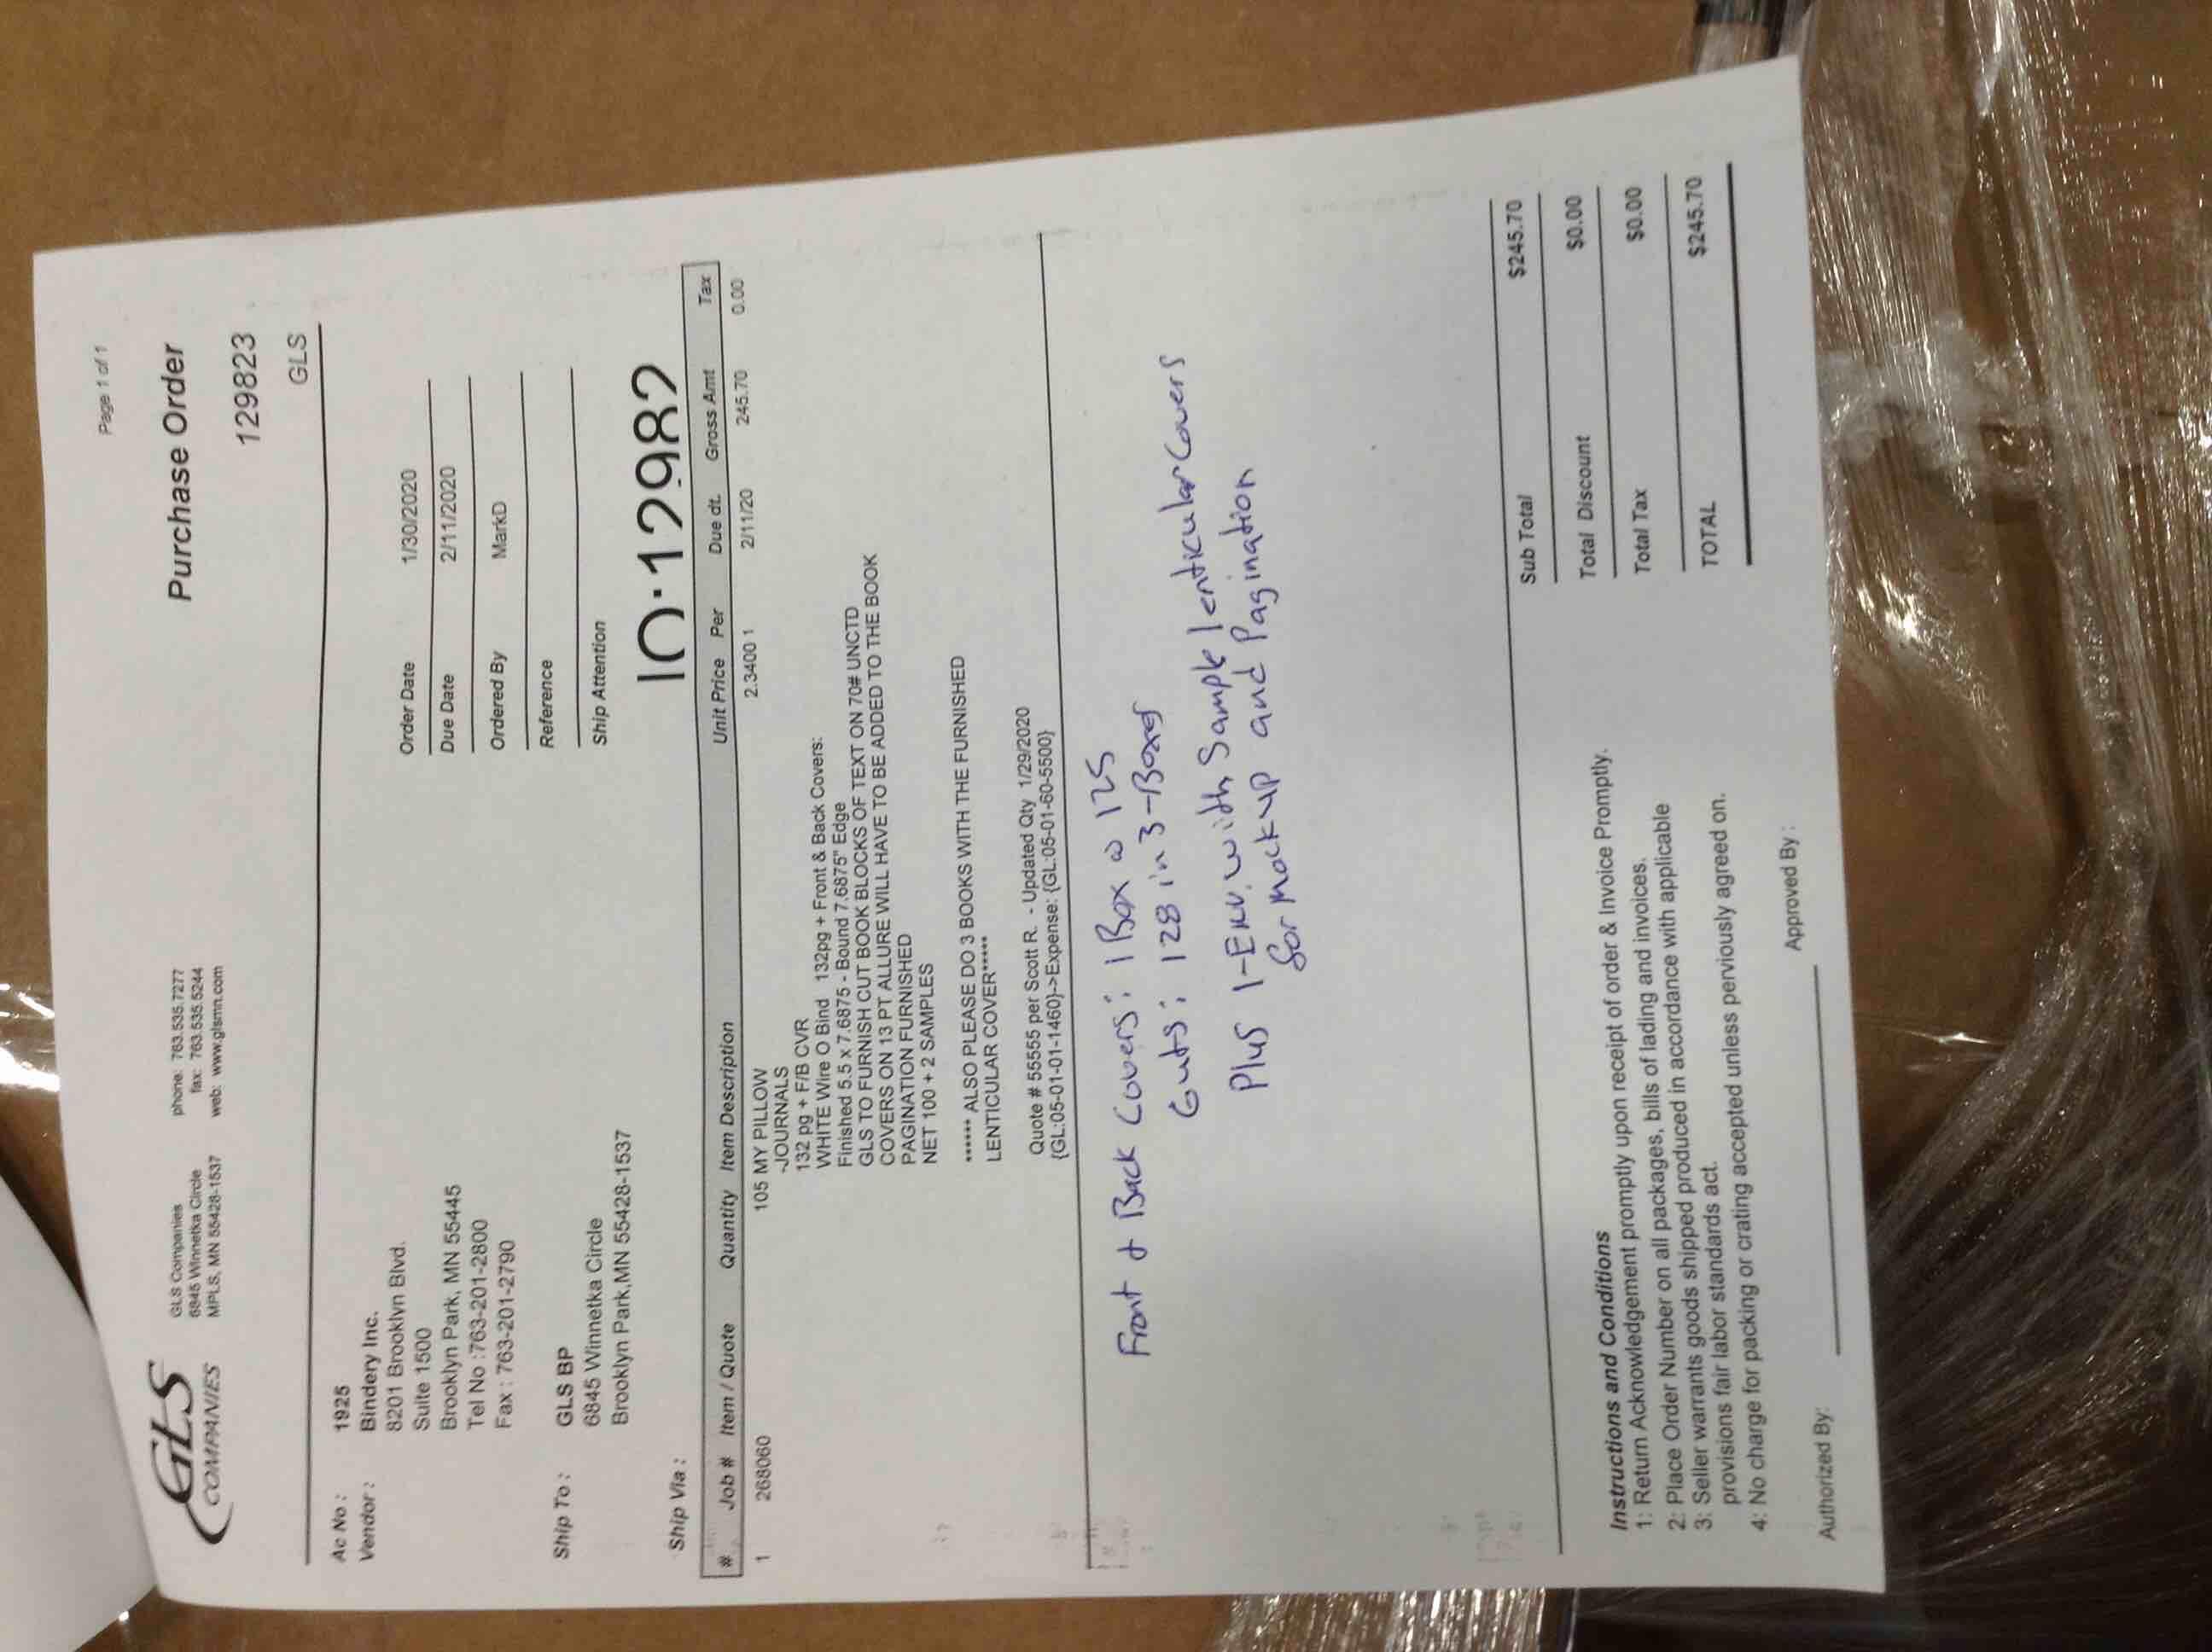 Page 1 of 1
GLS
COMPANIES
GLS Companies
6845 Winnetka Circle
MPLS, MN 55428-1537
phone: 763.535.7277
fax: 763.535.5244
web: www.glsmn.com
Purchase Order
129823
GLS
Ac No : 1925
Vendor : Bindery Inc.
8201 Brooklyn Blvd.
Suite 1500
Brooklyn Park, MN 55445
Tel No :763-201-2800
Fax : 763-201-2790
Order Date 1/30/2020
Due Date 2/11/2020
Ordered By MarkD
Reference
Ship Attention
Ship To : GLS BP
6845 Winnetka Circle
Brooklyn Park,MN 55428-1537
10.12982
Ship Via :
# Job # Item / Quote Quantity Item Description Unit Price Per Due dt. Gross Amt Tax
1 268060 105 MY PILLOW 2.3400 1 2/11/20 245.70 0.00
-JOURNALS
132 pg + F/B CVR
WHITE Wire O Bind 132pg + Front & Back Covers:
Finished 5.5 x 7.6875 - Bound 7.6875" Edge
GLS TO FURNISH CUT BOOK BLOCKS OF TEXT ON 70# UNCTD
COVERS ON 13 PT ALLURE WILL HAVE TO BE ADDED TO THE BOOK
PAGINATION FURNISHED
NET 100 + 2 SAMPLES
***** ALSO PLEASE DO 3 BOOKS WITH THE FURNISHED
LENTICULAR COVER*****
Quote # 55555 per Scott R. - Updated Qty 1/29/2020
{GL:05-01-01-1460}->Expense: {GL:05-01-60-5500}
Front & Back Covers: 1 Box @ 125
Guts: 128 in 3-Boxes
Plus 1-Env. with Sample lenticular Covers
for mockup and Pagination
Sub Total $245.70
Total Discount $0.00
Total Tax $0.00
TOTAL $245.70
Instructions and Conditions
1: Return Acknowledgement promptly upon receipt of order & Invoice Promptly.
2: Place Order Number on all packages, bills of lading and invoices.
3: Seller warrants goods shipped produced in accordance with applicable
provisions fair labor standards act.
4: No charge for packing or crating accepted unless perviously agreed on.
Authorized By: Approved By :